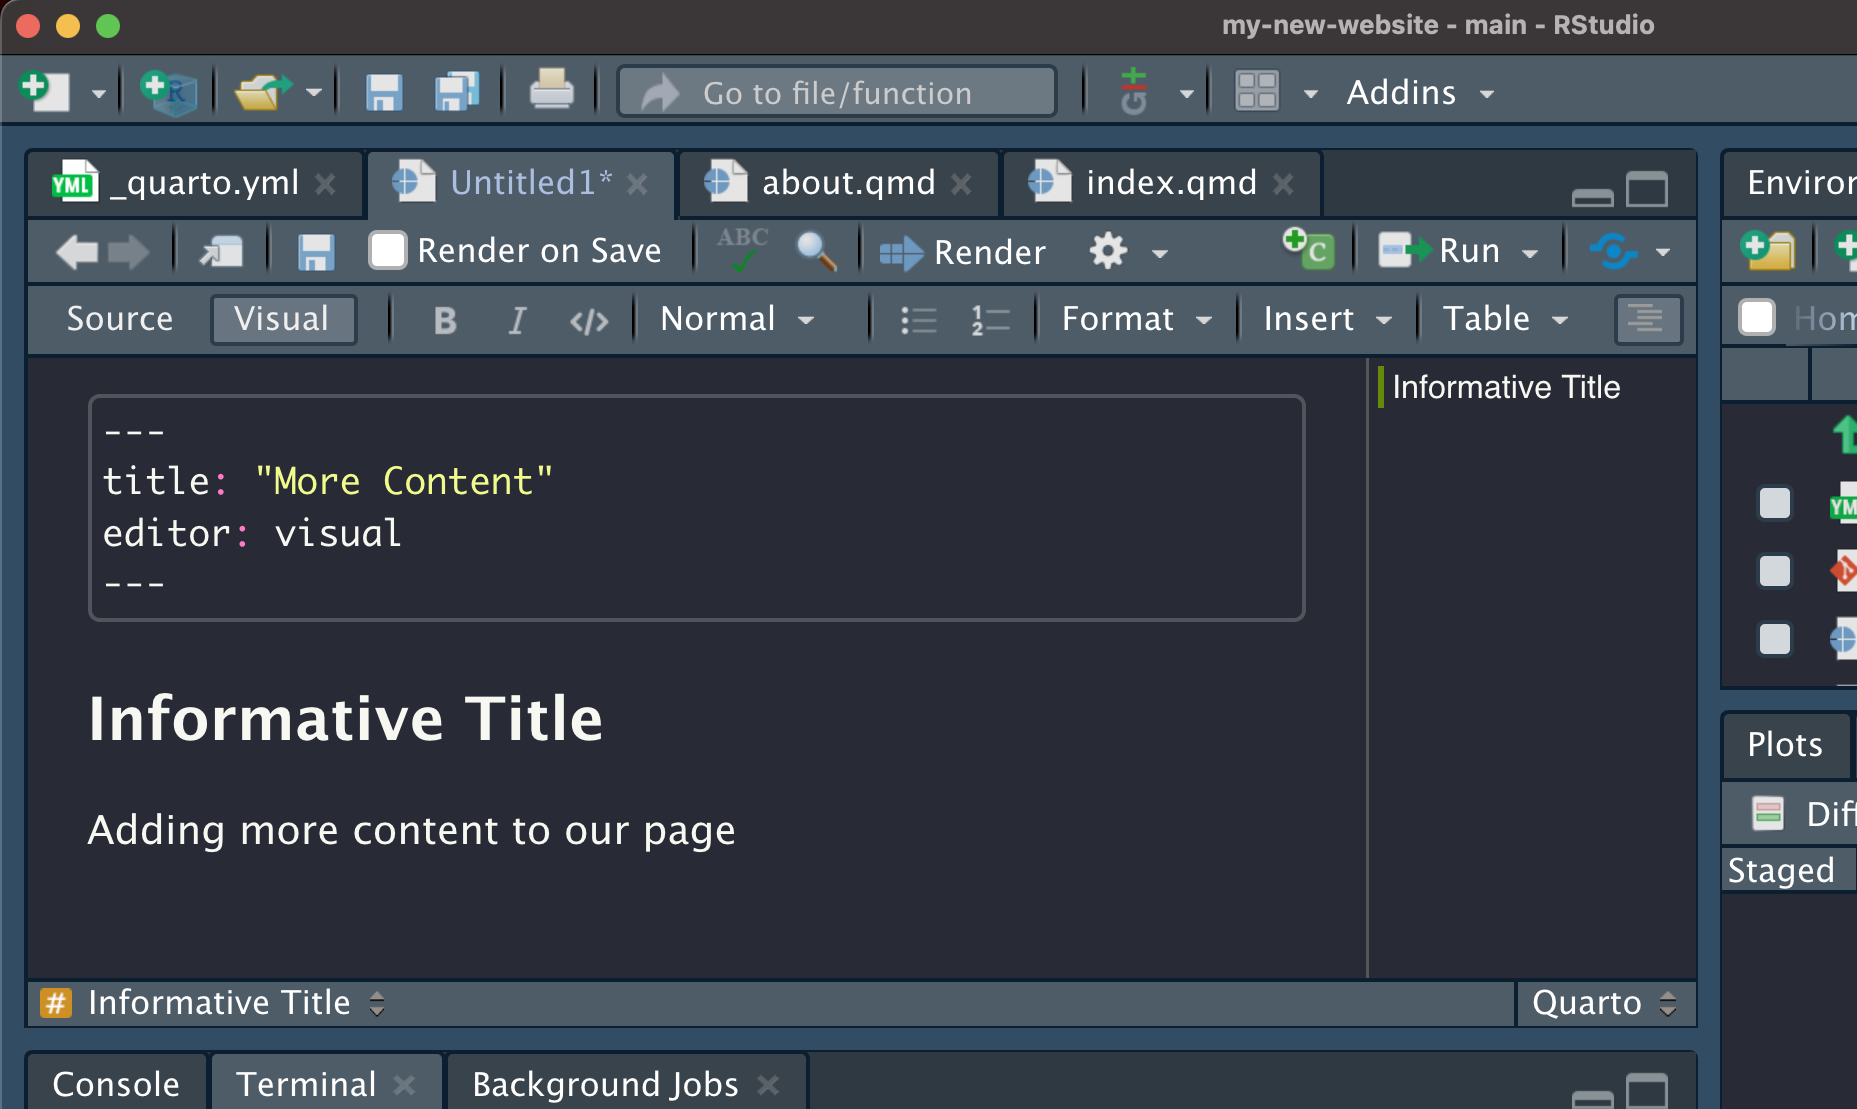 my-new-website - main - RStudio
Go to file/function
Addins
_quarto.yml
Untitled1*
about.qmd
index.qmd
Render on Save
ABC
Render
Run
Source
Visual
B
I
</>
Normal
Format
Insert
Table
---
title: "More Content"
editor: visual
---
Informative Title
Adding more content to our page
Informative Title
# Informative Title
Quarto
Console
Terminal
Background Jobs
Environ
Hom
YM
Plots
Diff
Staged